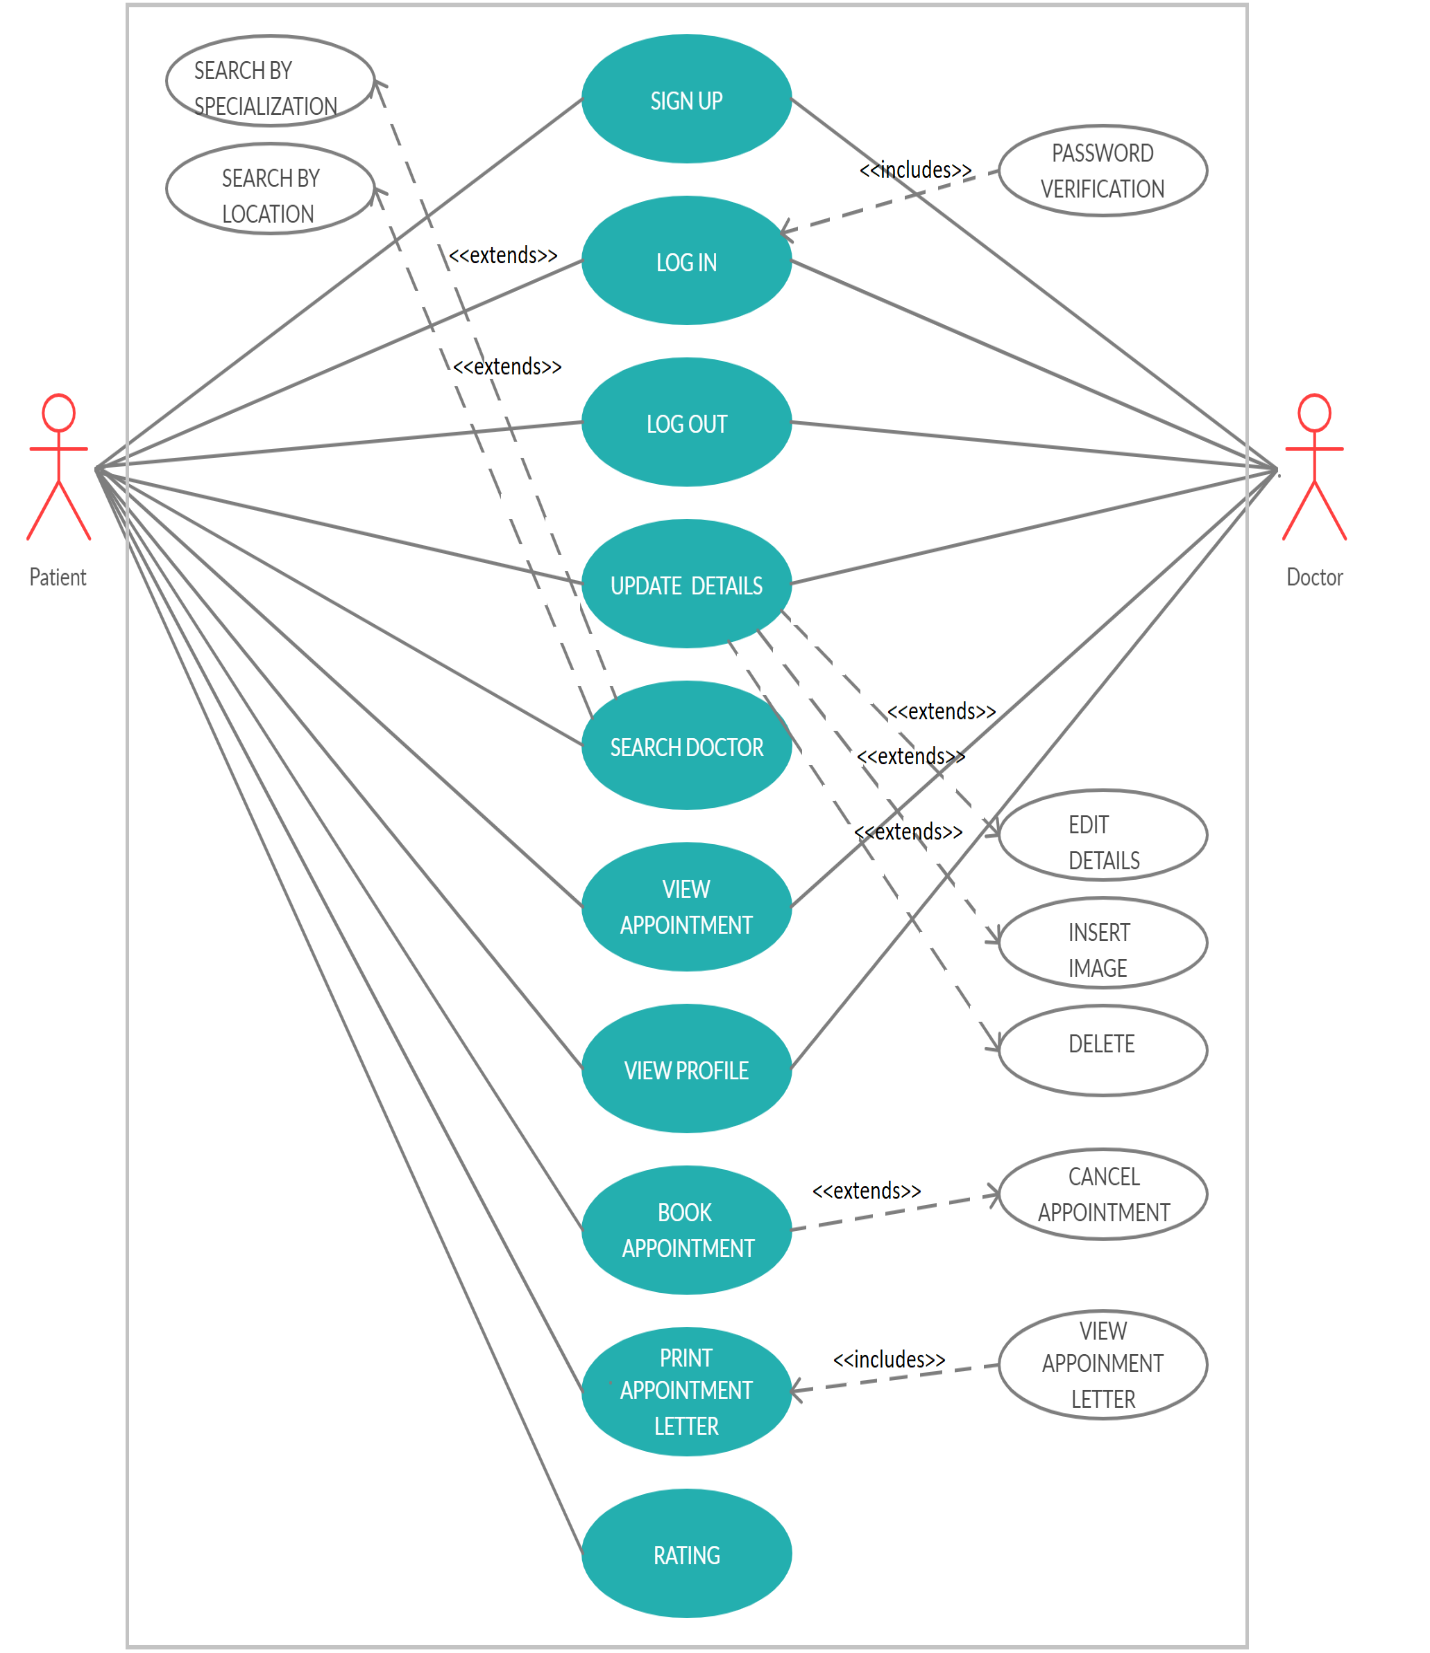 SEARCH BY
SPECIALIZATION
SIGN UP
SEARCH BY
LOCATION
<<includes>>
PASSWORD
VERIFICATION
<<extends>>
LOG IN
<<extends>>
LOG OUT
Patient
Doctor
UPDATE DETAILS
<<extends>>
SEARCH DOCTOR
<<extends>>
<<extends>>
EDIT
DETAILS
VIEW
APPOINTMENT
INSERT
IMAGE
DELETE
VIEW PROFILE
<<extends>>
CANCEL
APPOINTMENT
BOOK
APPOINTMENT
<<includes>>
VIEW
APPOINMENT
LETTER
PRINT
APPOINTMENT
LETTER
RATING